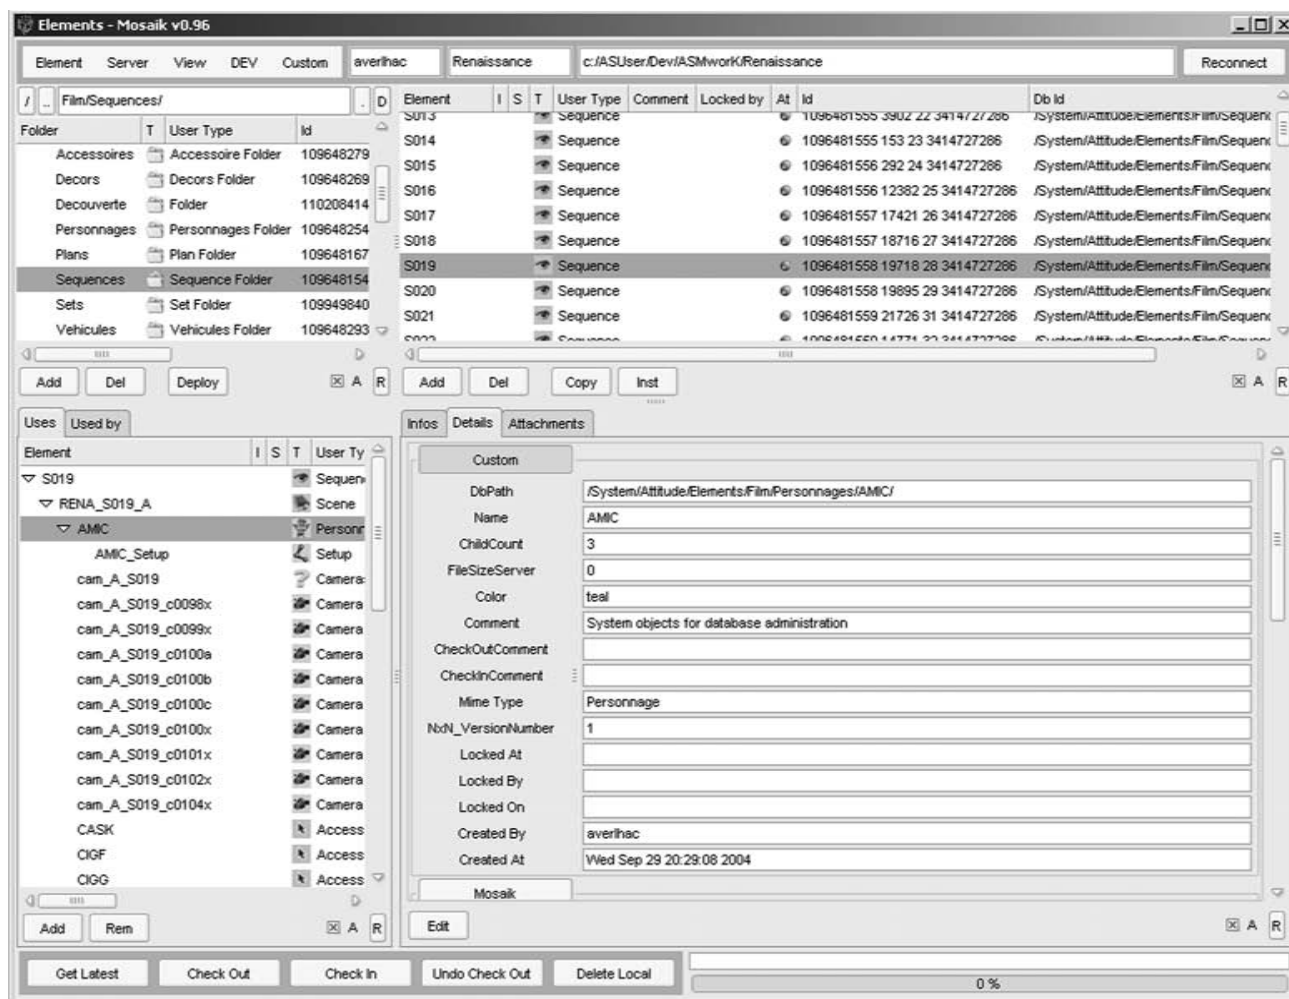 Elements - Mosaik v0.96
Element Server View DEV Custom averlhac Renaissance c:/ASUser/Dev/ASMworK/Renaissance Reconnect
/ .. Film/Sequences/ . D
Folder T User Type Id
Accessoires Accessoire Folder 109648279
Decors Decors Folder 109648269
Decouverte Folder 110208414
Personnages Personnages Folder 109648254
Plans Plan Folder 109648167
Sequences Sequence Folder 109648154
Sets Set Folder 109949840
Vehicules Vehicules Folder 109648293
Add Del Deploy A R
Element I S T User Type Comment Locked by At Id Db Id
S013 Sequence 1096481555 3902 22 3414727286 /System/Attitude/Elements/Film/Sequenc
S014 Sequence 1096481555 153 23 3414727286 /System/Attitude/Elements/Film/Sequenc
S015 Sequence 1096481556 292 24 3414727286 /System/Attitude/Elements/Film/Sequenc
S016 Sequence 1096481556 12382 25 3414727286 /System/Attitude/Elements/Film/Sequenc
S017 Sequence 1096481557 17421 26 3414727286 /System/Attitude/Elements/Film/Sequenc
S018 Sequence 1096481557 18716 27 3414727286 /System/Attitude/Elements/Film/Sequenc
S019 Sequence 1096481558 19718 28 3414727286 /System/Attitude/Elements/Film/Sequenc
S020 Sequence 1096481558 19895 29 3414727286 /System/Attitude/Elements/Film/Sequenc
S021 Sequence 1096481559 21726 31 3414727286 /System/Attitude/Elements/Film/Sequenc
Add Del Copy Inst A R
Uses Used by
Element I S T User Ty
S019 Sequen
RENA_S019_A Scene
AMIC Personr
AMIC_Setup Setup
cam_A_S019 Camera
cam_A_S019_c0098x Camera
cam_A_S019_c0099x Camera
cam_A_S019_c0100a Camera
cam_A_S019_c0100b Camera
cam_A_S019_c0100c Camera
cam_A_S019_c0100x Camera
cam_A_S019_c0101x Camera
cam_A_S019_c0102x Camera
cam_A_S019_c0104x Camera
CASK Access
CIGF Access
CIGG Access
Add Rem A R
Infos Details Attachments
Custom
DbPath /System/Attitude/Elements/Film/Personnages/AMIC/
Name AMIC
ChildCount 3
FileSizeServer 0
Color teal
Comment System objects for database administration
CheckOutComment
CheckInComment
Mime Type Personnage
NxN_VersionNumber 1
Locked At
Locked By
Locked On
Created By averlhac
Created At Wed Sep 29 20:29:08 2004
Mosaik
Edit A R
Get Latest Check Out Check In Undo Check Out Delete Local
0 %